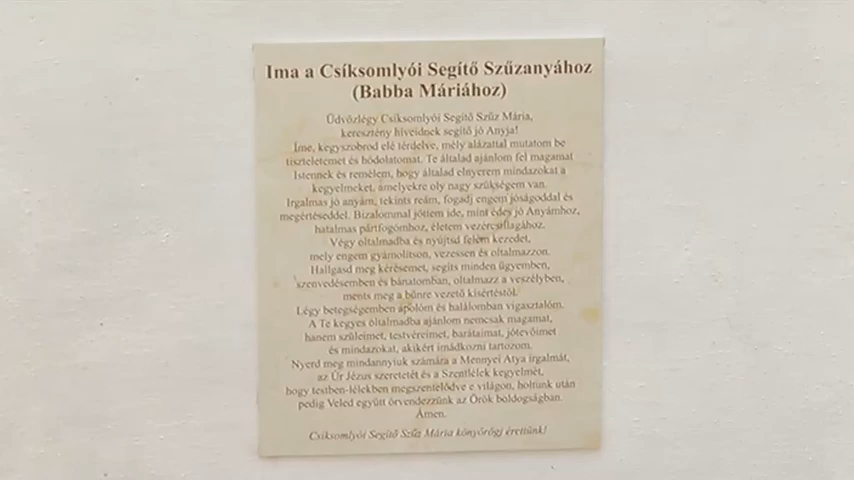 Ima a Csíksomlyói Segítő Szűzanyához
(Babba Máriához)
Üdvözlégy Csíksomlyói Segítő Szűz Mária,
keresztény híveidnek segítő jó Anyja!
Íme, kegyszobrod elé térdelve, mély alázattal mutatom be
tiszteletemet és hódolatomat. Te általad ajánlom fel magamat
Istennek és remélem, hogy általad elnyerem mindazokat a
kegyelmeket, amelyekre oly nagy szükségem van.
Irgalmas jó anyám, tekints reám, fogadj engem jóságoddal és
megértéseddel. Bizalommal jöttem ide, mint édes jó Anyámhoz,
hatalmas pártfogómhoz, életem vezércsillagához.
Végy oltalmadba és nyújtsd felém kezedet,
mely engem gyámolítson, vezessen és oltalmazzon.
Hallgasd meg kérésemet, segíts minden ügyemben,
szenvedésemben és bánatomban, oltalmazz a veszélyben,
ments meg a bűnre vezető kísértéstől.
Légy betegségemben ápolóm és halálomban vigasztalóm.
A Te kegyes oltalmadba ajánlom nemcsak magamat,
hanem szüleimet, testvéreimet, barátaimat, jótevőimet
és mindazokat, akikért imádkozni tartozom.
Nyerd meg mindannyiuk számára a Mennyei Atya irgalmát,
az Úr Jézus szeretetét és a Szentlélek kegyelmét,
hogy testben-lélekben megszentelődve e világon, holtunk után
pedig Veled együtt örvendezzünk az Örök boldogságban.
Ámen.
Csíksomlyói Segítő Szűz Mária könyörögj érettünk!